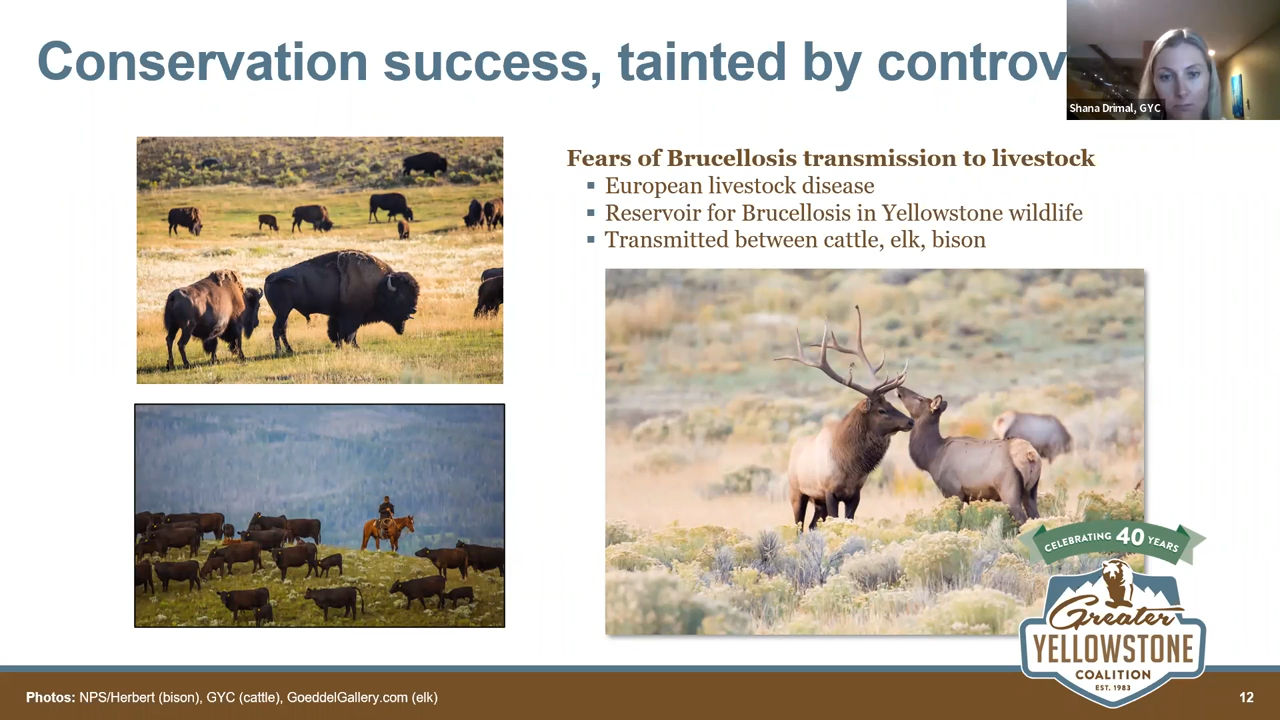 Conservation success, tainted by controv
Shana Drimal, GYC
Fears of Brucellosis transmission to livestock
▪ European livestock disease
▪ Reservoir for Brucellosis in Yellowstone wildlife
▪ Transmitted between cattle, elk, bison
CELEBRATING 40 YEARS
Greater
YELLOWSTONE
COALITION
EST. 1983
Photos: NPS/Herbert (bison), GYC (cattle), GoeddelGallery.com (elk)
12